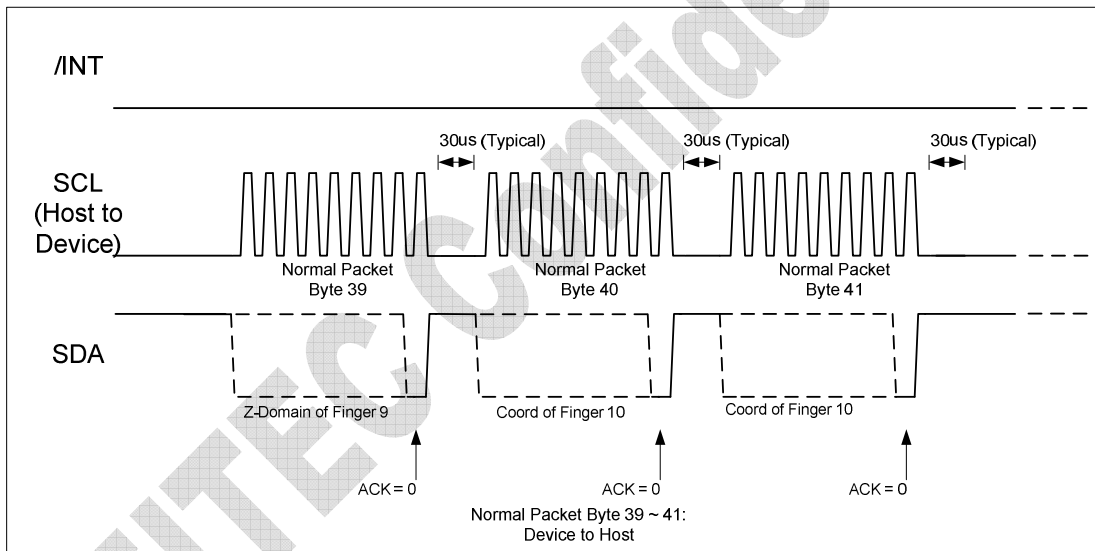 /INT
30us (Typical)
30us (Typical)
30us (Typical)
SCL
(Host to
Device)
Normal Packet
Byte 39
Normal Packet
Byte 40
Normal Packet
Byte 41
SDA
Z-Domain of Finger 9
Coord of Finger 10
Coord of Finger 10
ACK = 0
ACK = 0
ACK = 0
Normal Packet Byte 39 ~ 41:
Device to Host